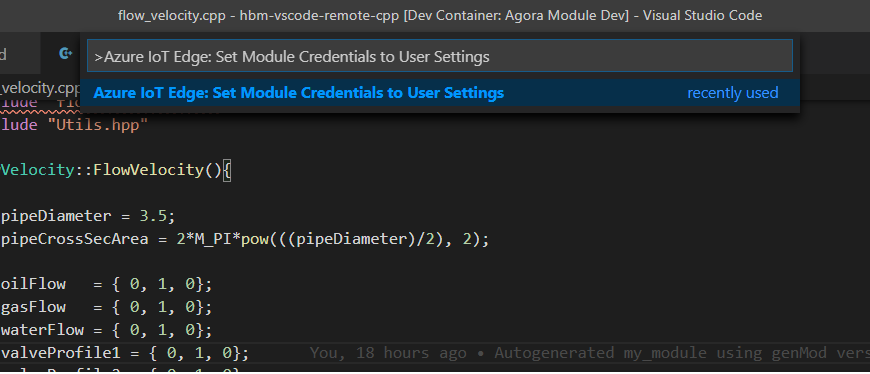 flow_velocity.cpp - hbm-vscode-remote-cpp [Dev Container: Agora Module Dev] - Visual Studio Code
d
>Azure IoT Edge: Set Module Credentials to User Settings
_velocity.cpp
Azure IoT Edge: Set Module Credentials to User Settings recently used
lude "flo
lude "Utils.hpp"
Velocity::FlowVelocity(){
pipeDiameter = 3.5;
pipeCrossSecArea = 2*M_PI*pow(((pipeDiameter)/2), 2);
oilFlow = { 0, 1, 0};
gasFlow = { 0, 1, 0};
waterFlow = { 0, 1, 0};
valveProfile1 = { 0, 1, 0}; You, 18 hours ago • Autogenerated my_module using genMod vers